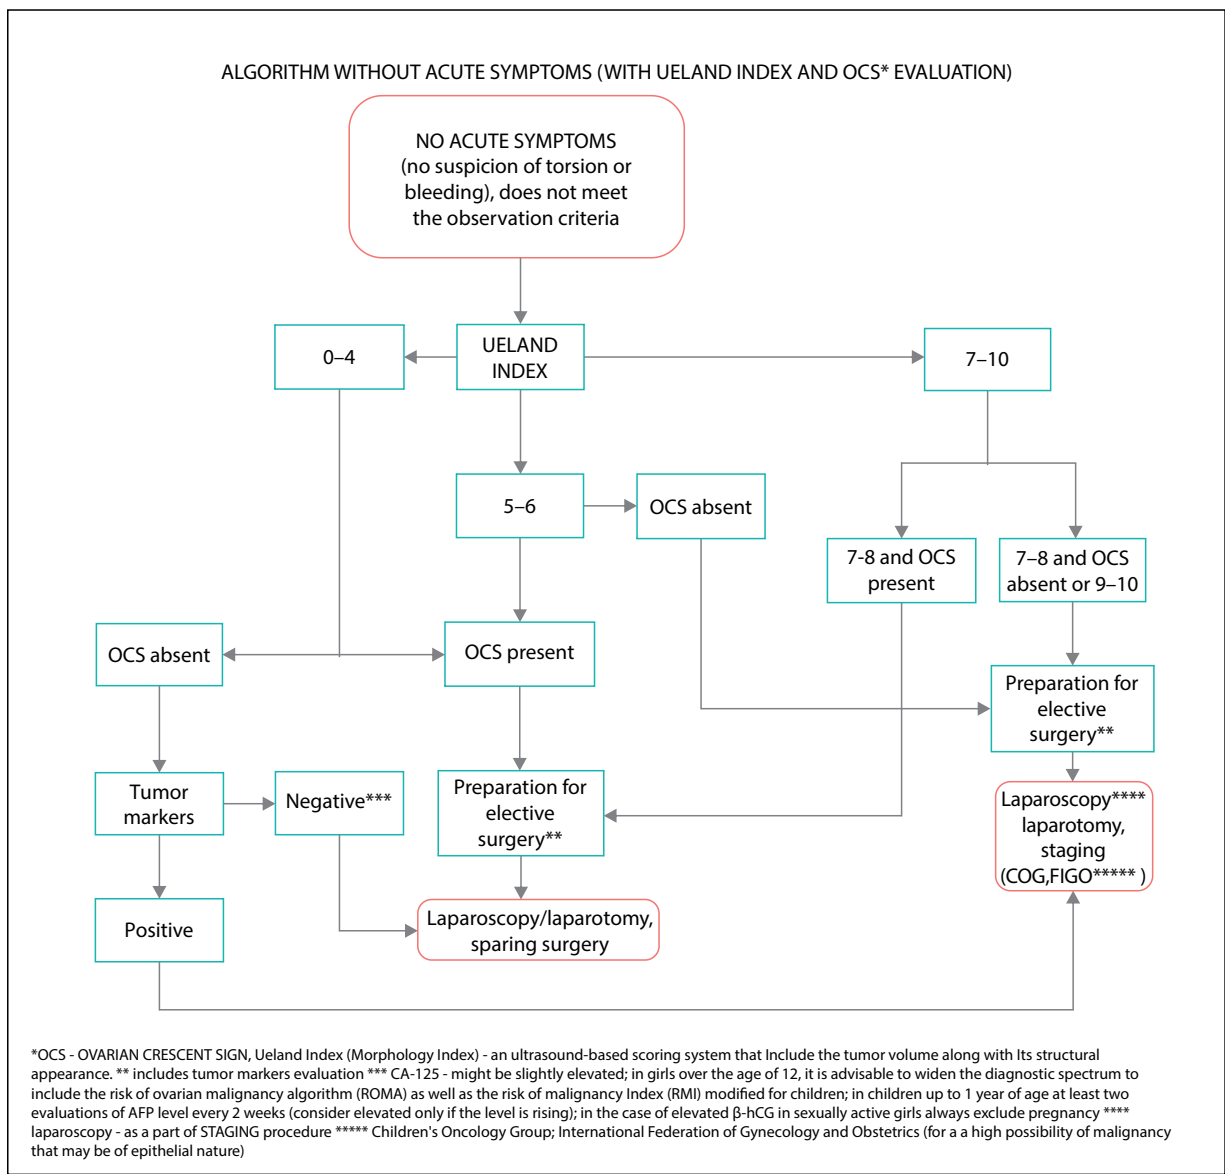 ALGORITHM WITHOUT ACUTE SYMPTOMS (WITH UELAND INDEX AND OCS* EVALUATION)
NO ACUTE SYMPTOMS
(no suspicion of torsion or
bleeding), does not meet
the observation criteria
0–4
UELAND
INDEX
7–10
5–6
OCS absent
7-8 and OCS
present
7–8 and OCS
absent or 9–10
OCS absent
OCS present
Preparation for
elective
surgery**
Tumor
markers
Negative***
Preparation for
elective
surgery**
Laparoscopy****
laparotomy,
staging
(COG,FIGO***** )
Positive
Laparoscopy/laparotomy,
sparing surgery
*OCS - OVARIAN CRESCENT SIGN, Ueland Index (Morphology Index) - an ultrasound-based scoring system that Include the tumor volume along with Its structural
appearance. ** includes tumor markers evaluation *** CA-125 - might be slightly elevated; in girls over the age of 12, it is advisable to widen the diagnostic spectrum to
include the risk of ovarian malignancy algorithm (ROMA) as well as the risk of malignancy Index (RMI) modified for children; in children up to 1 year of age at least two
evaluations of AFP level every 2 weeks (consider elevated only if the level is rising); in the case of elevated β-hCG in sexually active girls always exclude pregnancy ****
laparoscopy - as a part of STAGING procedure ***** Children's Oncology Group; International Federation of Gynecology and Obstetrics (for a a high possibility of malignancy
that may be of epithelial nature)